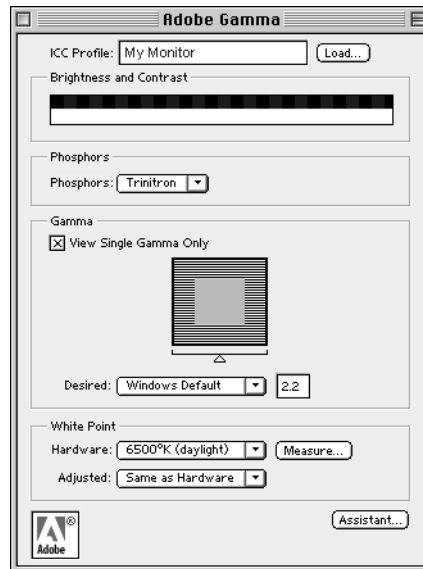 Adobe Gamma
ICC Profile: My Monitor Load...
Brightness and Contrast
Phosphors
Phosphors: Trinitron
Gamma
View Single Gamma Only
Desired: Windows Default 2.2
White Point
Hardware: 6500°K (daylight) Measure...
Adjusted: Same as Hardware
Assistant...
Adobe®